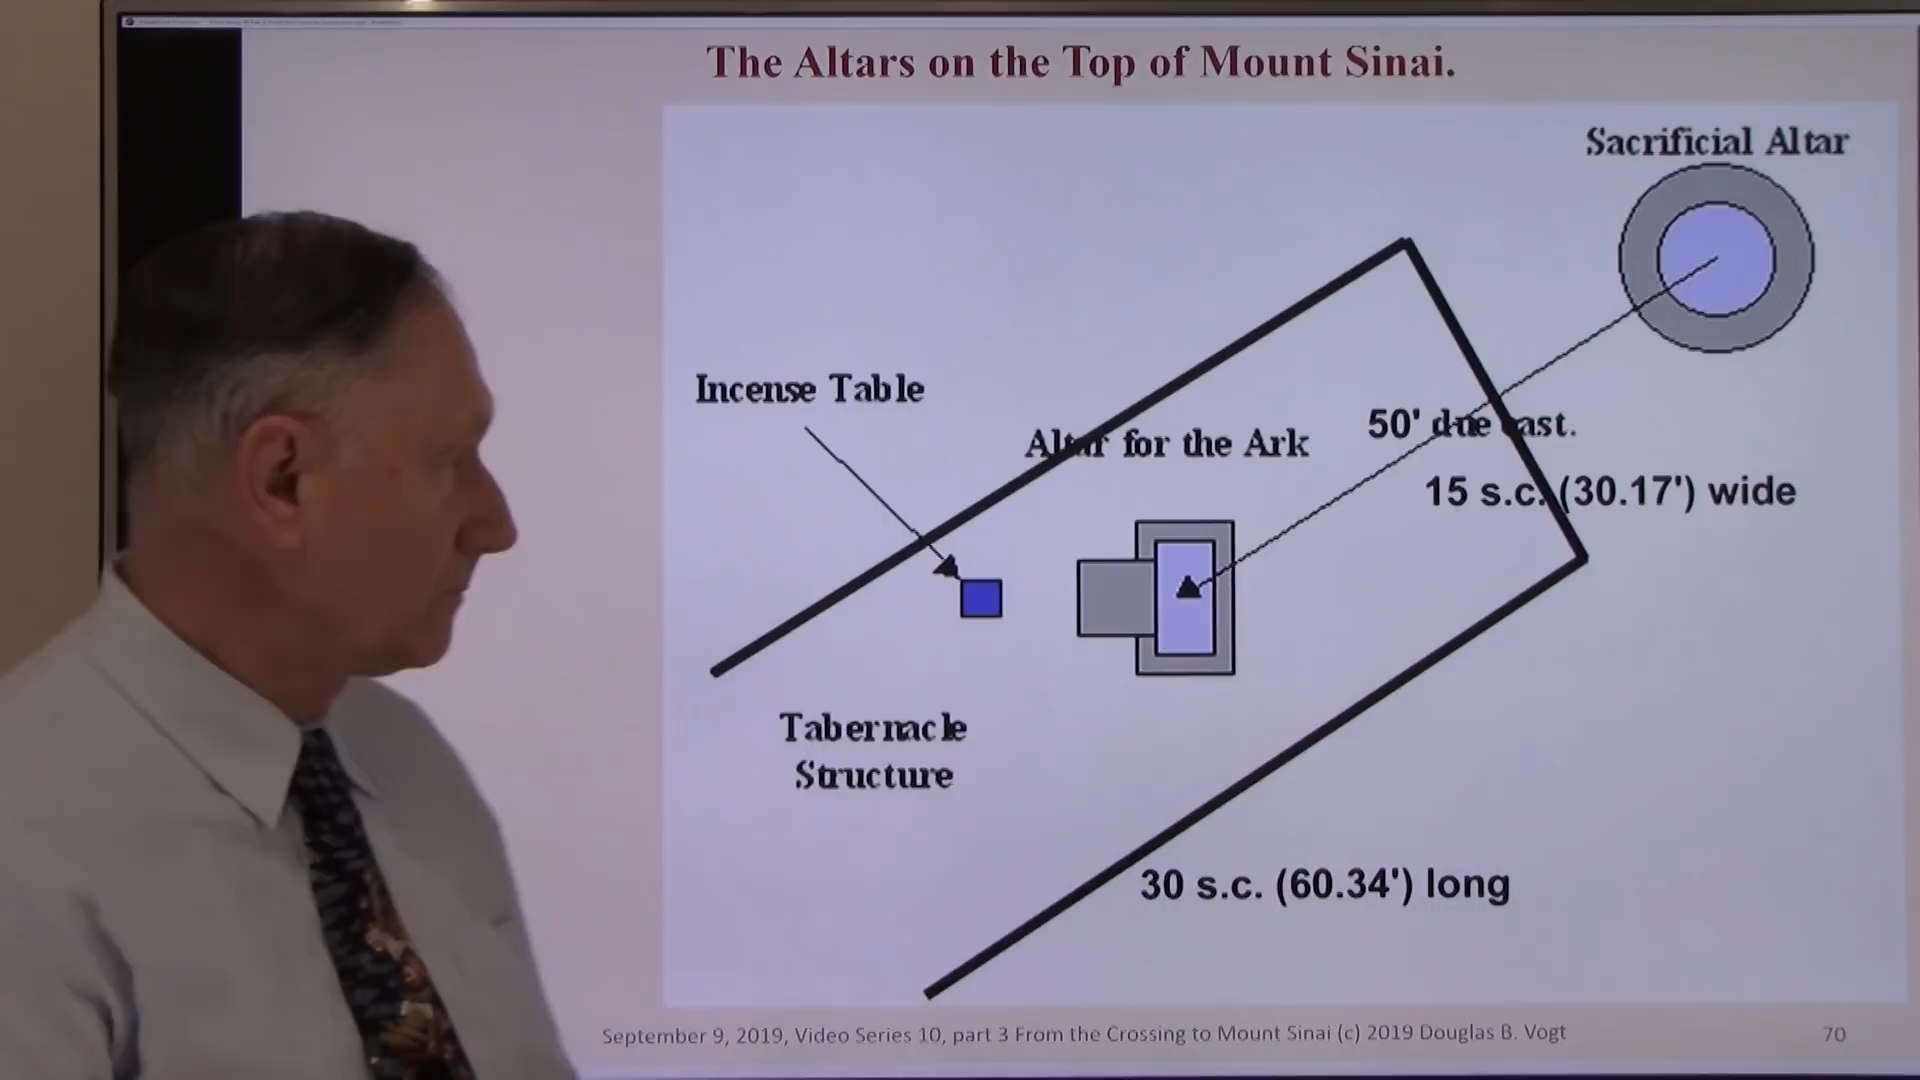 The Altars on the Top of Mount Sinai.
Sacrificial Altar
Incense Table
Altar for the Ark
50' due east.
15 s.c. (30.17') wide
Tabernacle
Structure
30 s.c. (60.34') long
September 9, 2019, Video Series 10, part 3 From the Crossing to Mount Sinai (c) 2019 Douglas B. Vogt
70